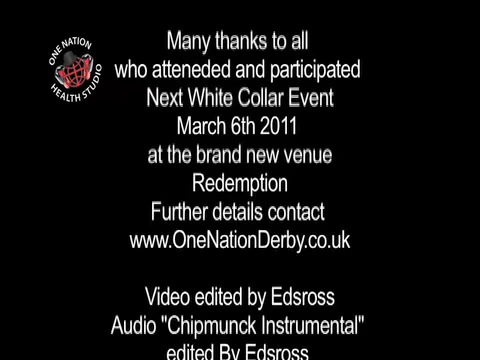 ONE NATION
HEALTH STUDIO
Many thanks to all
who atteneded and participated
Next White Collar Event
March 6th 2011
at the brand new venue
Redemption
Further details contact
www.OneNationDerby.co.uk
Video edited by Edsross
Audio "Chipmunck Instrumental"
edited By Edsross